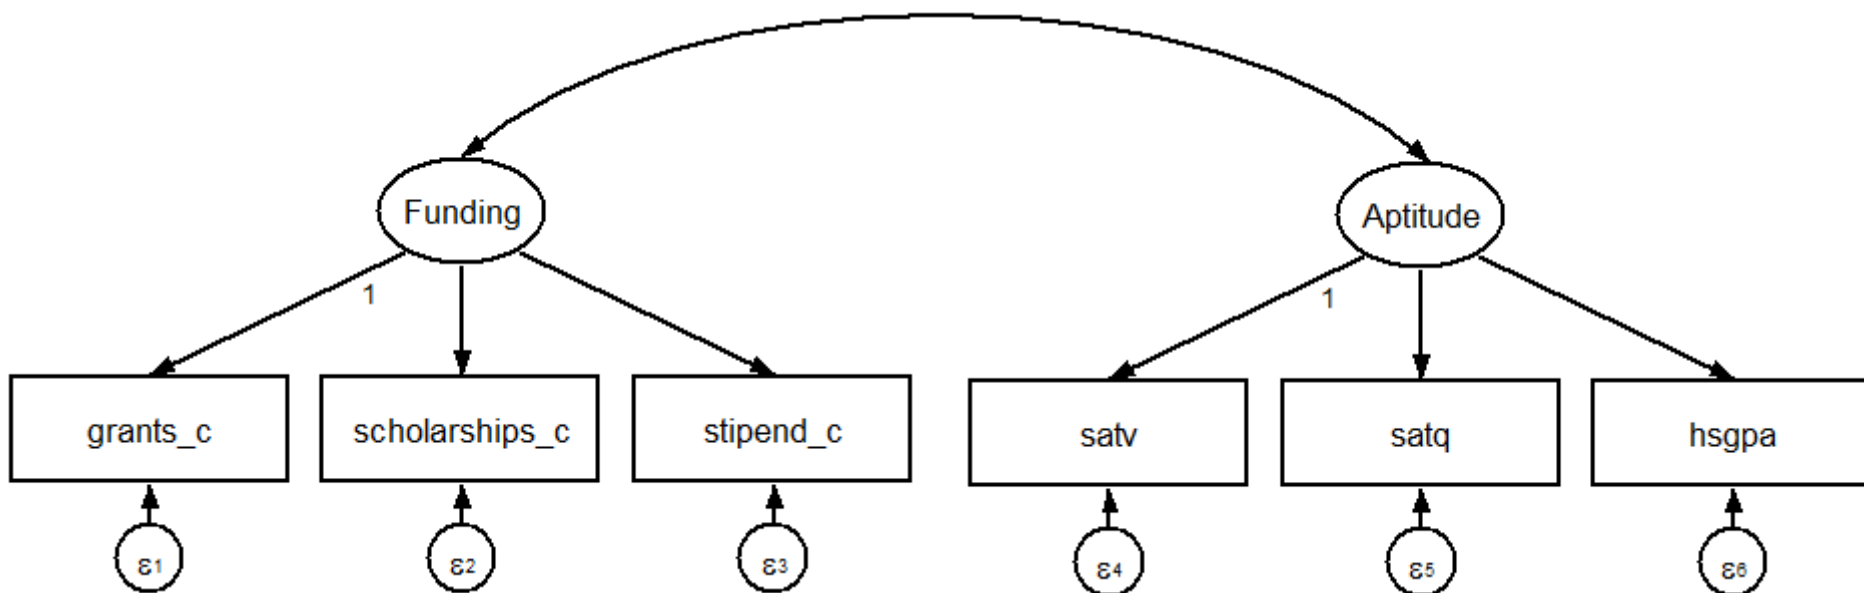 Funding
Aptitude
1
1
grants_c
scholarships_c
stipend_c
satv
satq
hsgpa
ε1
ε2
ε3
ε4
ε5
ε6